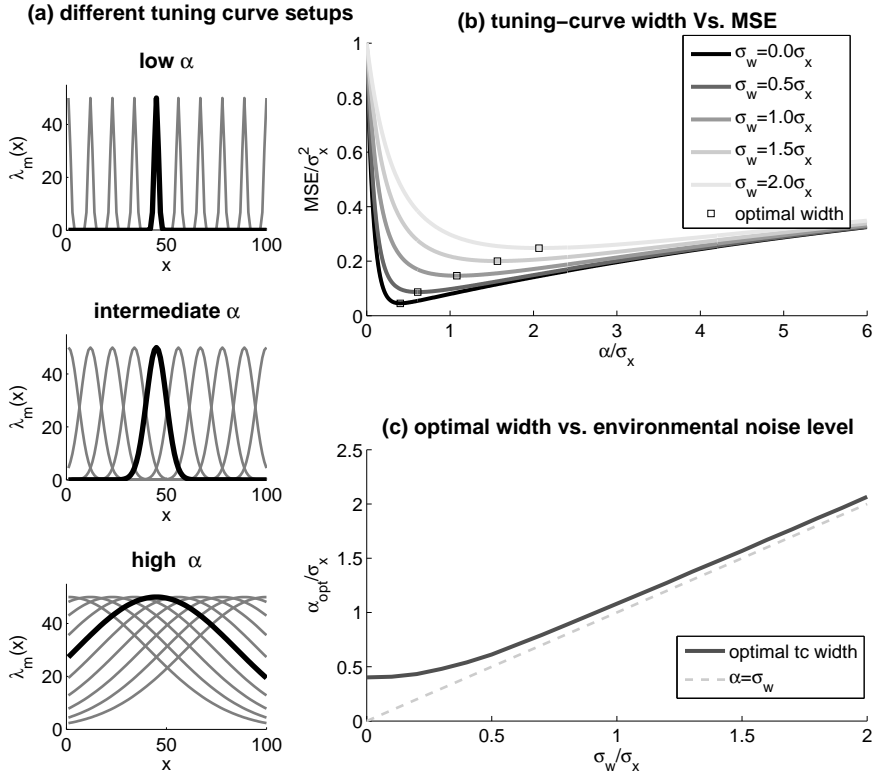 (a) different tuning curve setups
low α
λm(x)
40
20
0
0 50 100
x
intermediate α
λm(x)
40
20
0
0 50 100
x
high α
λm(x)
40
20
0
0 50 100
x
(b) tuning−curve width Vs. MSE
MSE/σx²
1
0.8
0.6
0.4
0.2
0
0 1 2 3 4 5 6
α/σx
σw=0.0σx
σw=0.5σx
σw=1.0σx
σw=1.5σx
σw=2.0σx
optimal width
(c) optimal width vs. environmental noise level
αopt/σx
2.5
2
1.5
1
0.5
0
0 0.5 1 1.5 2
σw/σx
optimal tc width
α=σw